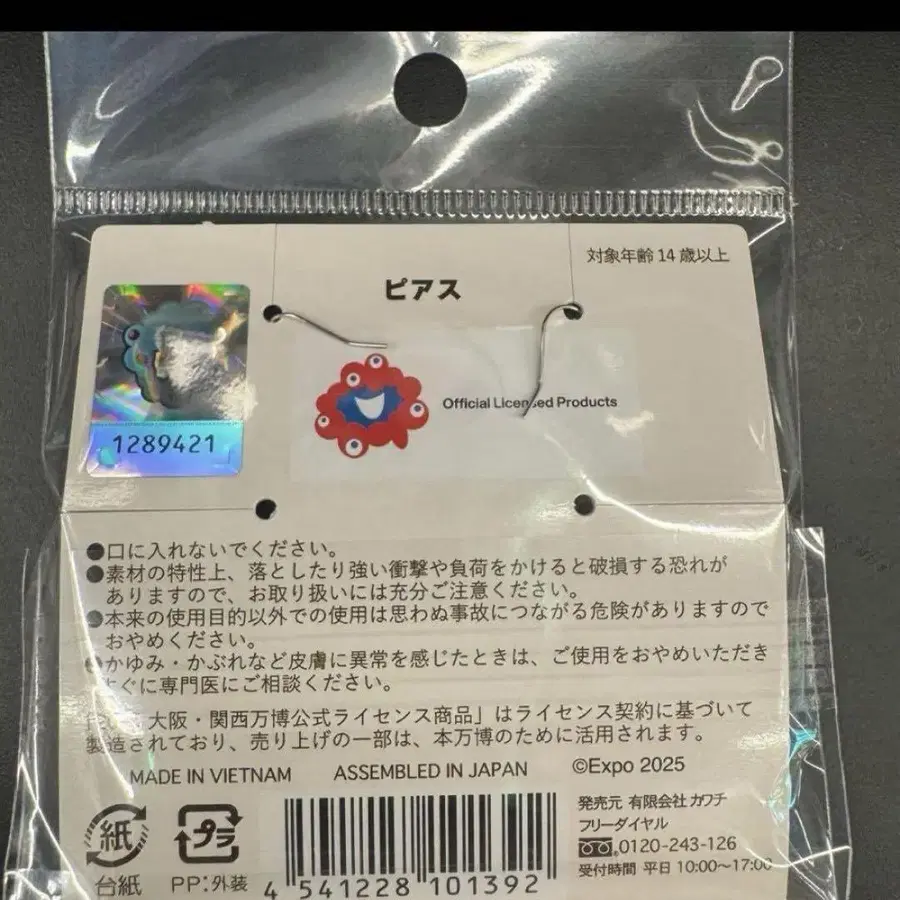 対象年齢 14 歳以上
ピアス
1289421
Official Licensed Products
●口に入れないでください。
●素材の特性上、落としたり強い衝撃や負荷をかけると破損する恐れが
ありますので、お取り扱いには充分ご注意ください。
●本来の使用目的以外での使用は思わぬ事故につながる危険がありますので
おやめください。
●かゆみ・かぶれなど皮膚に異常を感じたときは、ご使用をおやめいただき
すぐに専門医にご相談ください。
大阪・関西万博公式ライセンス商品」はライセンス契約に基づいて
製造されており、売り上げの一部は、本万博のために活用されます。
MADE IN VIETNAM ASSEMBLED IN JAPAN ©Expo 2025
紙
台紙
プラ
PP:外装
4 541228 101392
発売元 有限会社 カワチ
フリーダイヤル
0120-243-126
受付時間 平日 10:00〜17:00